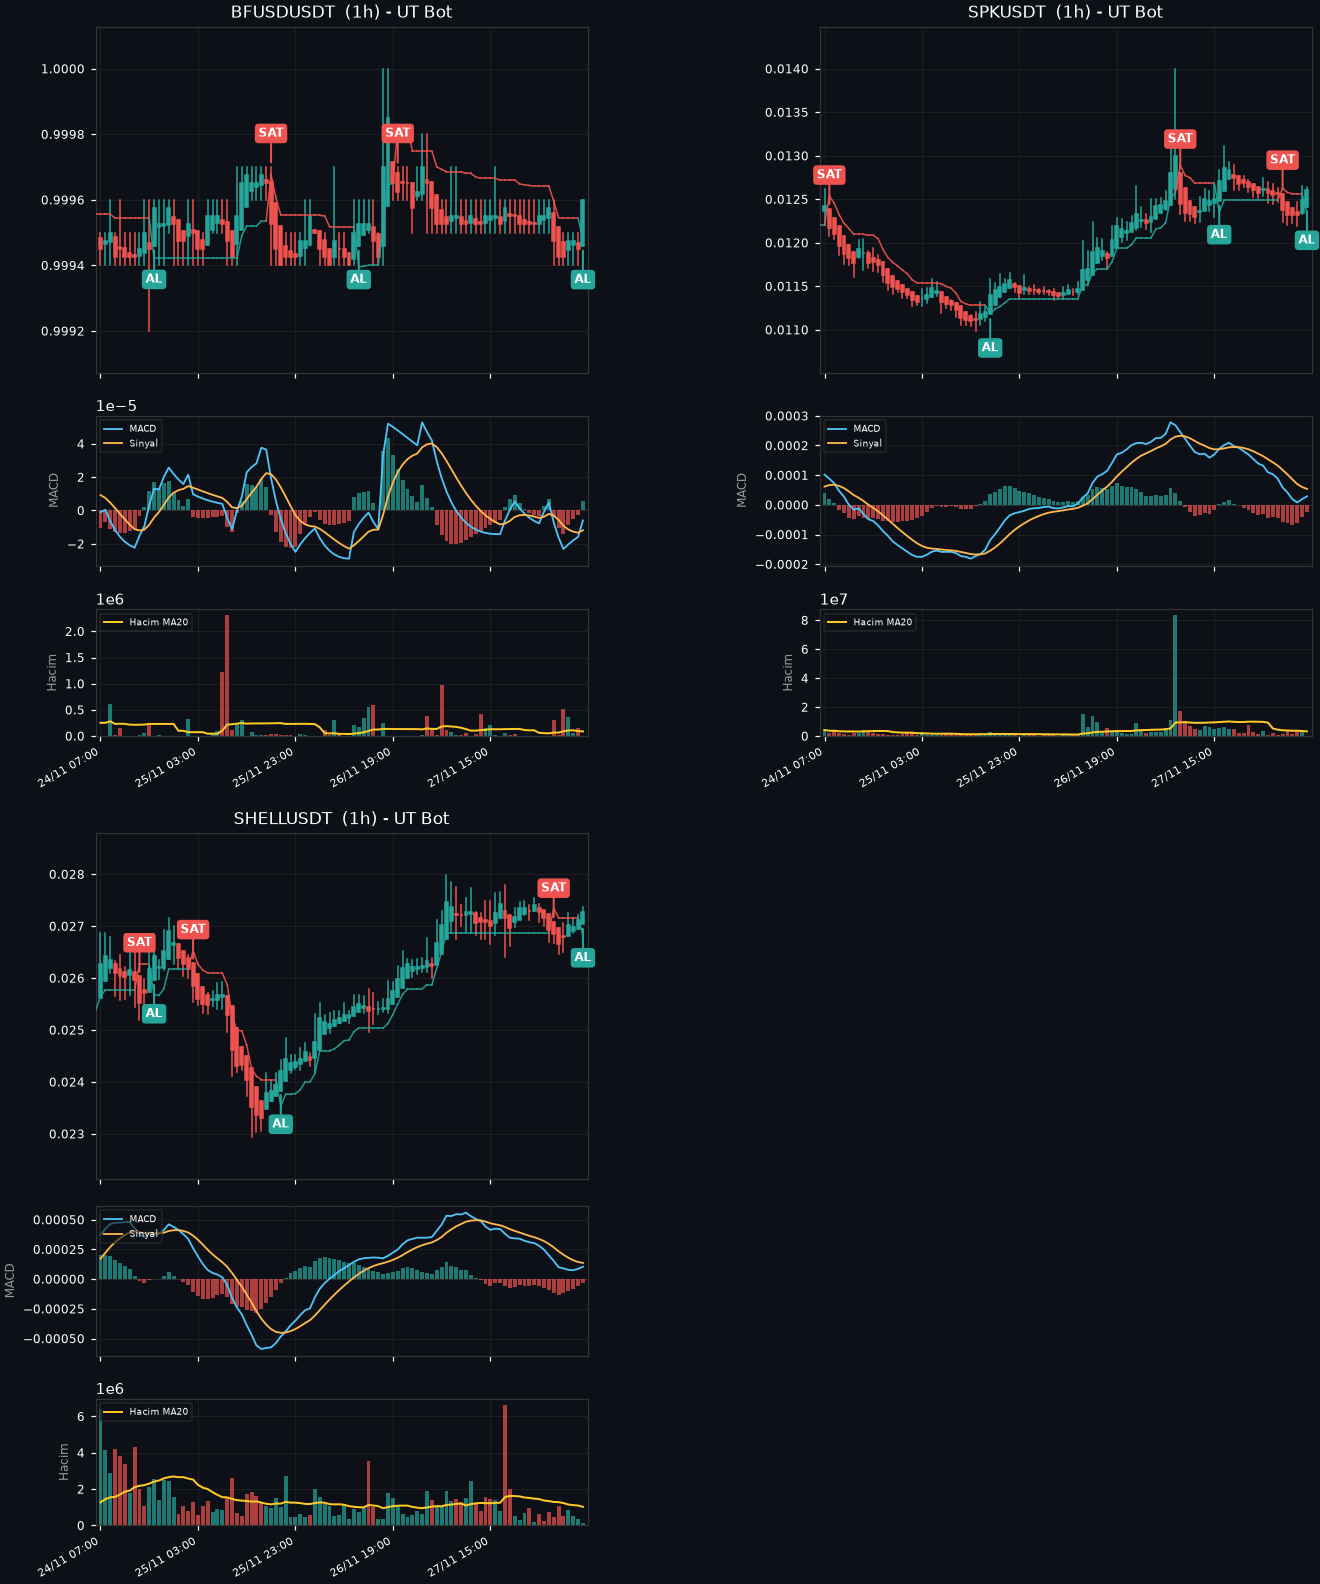 BFUSDUSDT (1h) - UT Bot
1.0000
0.9998
0.9996
0.9994
0.9992
SAT
SAT
AL
AL
AL
1e−5
MACD
Sinyal
4
2
0
−2
MACD
1e6
Hacim MA20
2.0
1.5
1.0
0.5
0.0
Hacim
24/11 07:00
25/11 03:00
25/11 23:00
26/11 19:00
27/11 15:00
SPKUSDT (1h) - UT Bot
0.0140
0.0135
0.0130
0.0125
0.0120
0.0115
0.0110
SAT
SAT
SAT
AL
AL
AL
MACD
Sinyal
0.0003
0.0002
0.0001
0.0000
−0.0001
−0.0002
MACD
1e7
Hacim MA20
8
6
4
2
0
Hacim
24/11 07:00
25/11 03:00
25/11 23:00
26/11 19:00
27/11 15:00
SHELLUSDT (1h) - UT Bot
0.028
0.027
0.026
0.025
0.024
0.023
SAT
SAT
SAT
AL
AL
AL
MACD
Sinyal
0.00050
0.00025
0.00000
−0.00025
−0.00050
MACD
1e6
Hacim MA20
6
4
2
0
Hacim
24/11 07:00
25/11 03:00
25/11 23:00
26/11 19:00
27/11 15:00